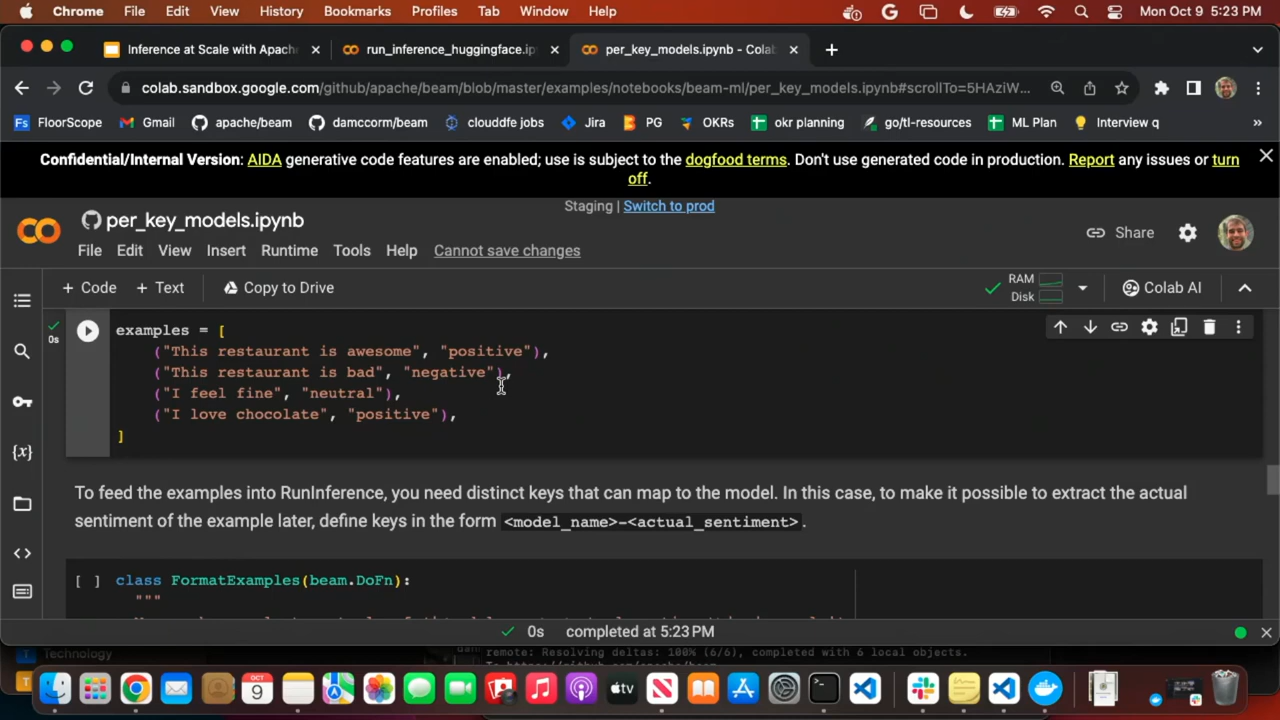 Chrome File Edit View History Bookmarks Profiles Tab Window Help Mon Oct 9 5:23 PM
Inference at Scale with Apache run_inference_huggingface.ip per_key_models.ipynb - Colab
colab.sandbox.google.com/github/apache/beam/blob/master/examples/notebooks/beam-ml/per_key_models.ipynb#scrollTo=5HAziW...
FloorScope Gmail apache/beam damccorm/beam clouddfe jobs Jira PG OKRs okr planning go/tl-resources ML Plan Interview q »
Confidential/Internal Version: AIDA generative code features are enabled; use is subject to the dogfood terms. Don't use generated code in production. Report any issues or turn
off.
Staging | Switch to prod
per_key_models.ipynb
Share
File Edit View Insert Runtime Tools Help Cannot save changes
+ Code + Text Copy to Drive RAM Disk Colab AI
0s
examples = [
("This restaurant is awesome", "positive"),
("This restaurant is bad", "negative"),
("I feel fine", "neutral"),
("I love chocolate", "positive"),
]
To feed the examples into RunInference, you need distinct keys that can map to the model. In this case, to make it possible to extract the actual
sentiment of the example later, define keys in the form <model_name>-<actual_sentiment>.
[ ] class FormatExamples(beam.DoFn):
"""
0s completed at 5:23 PM
Technology
remote: Resolving deltas: 100% (6/6), completed with 6 local objects.
OCT
9
tv